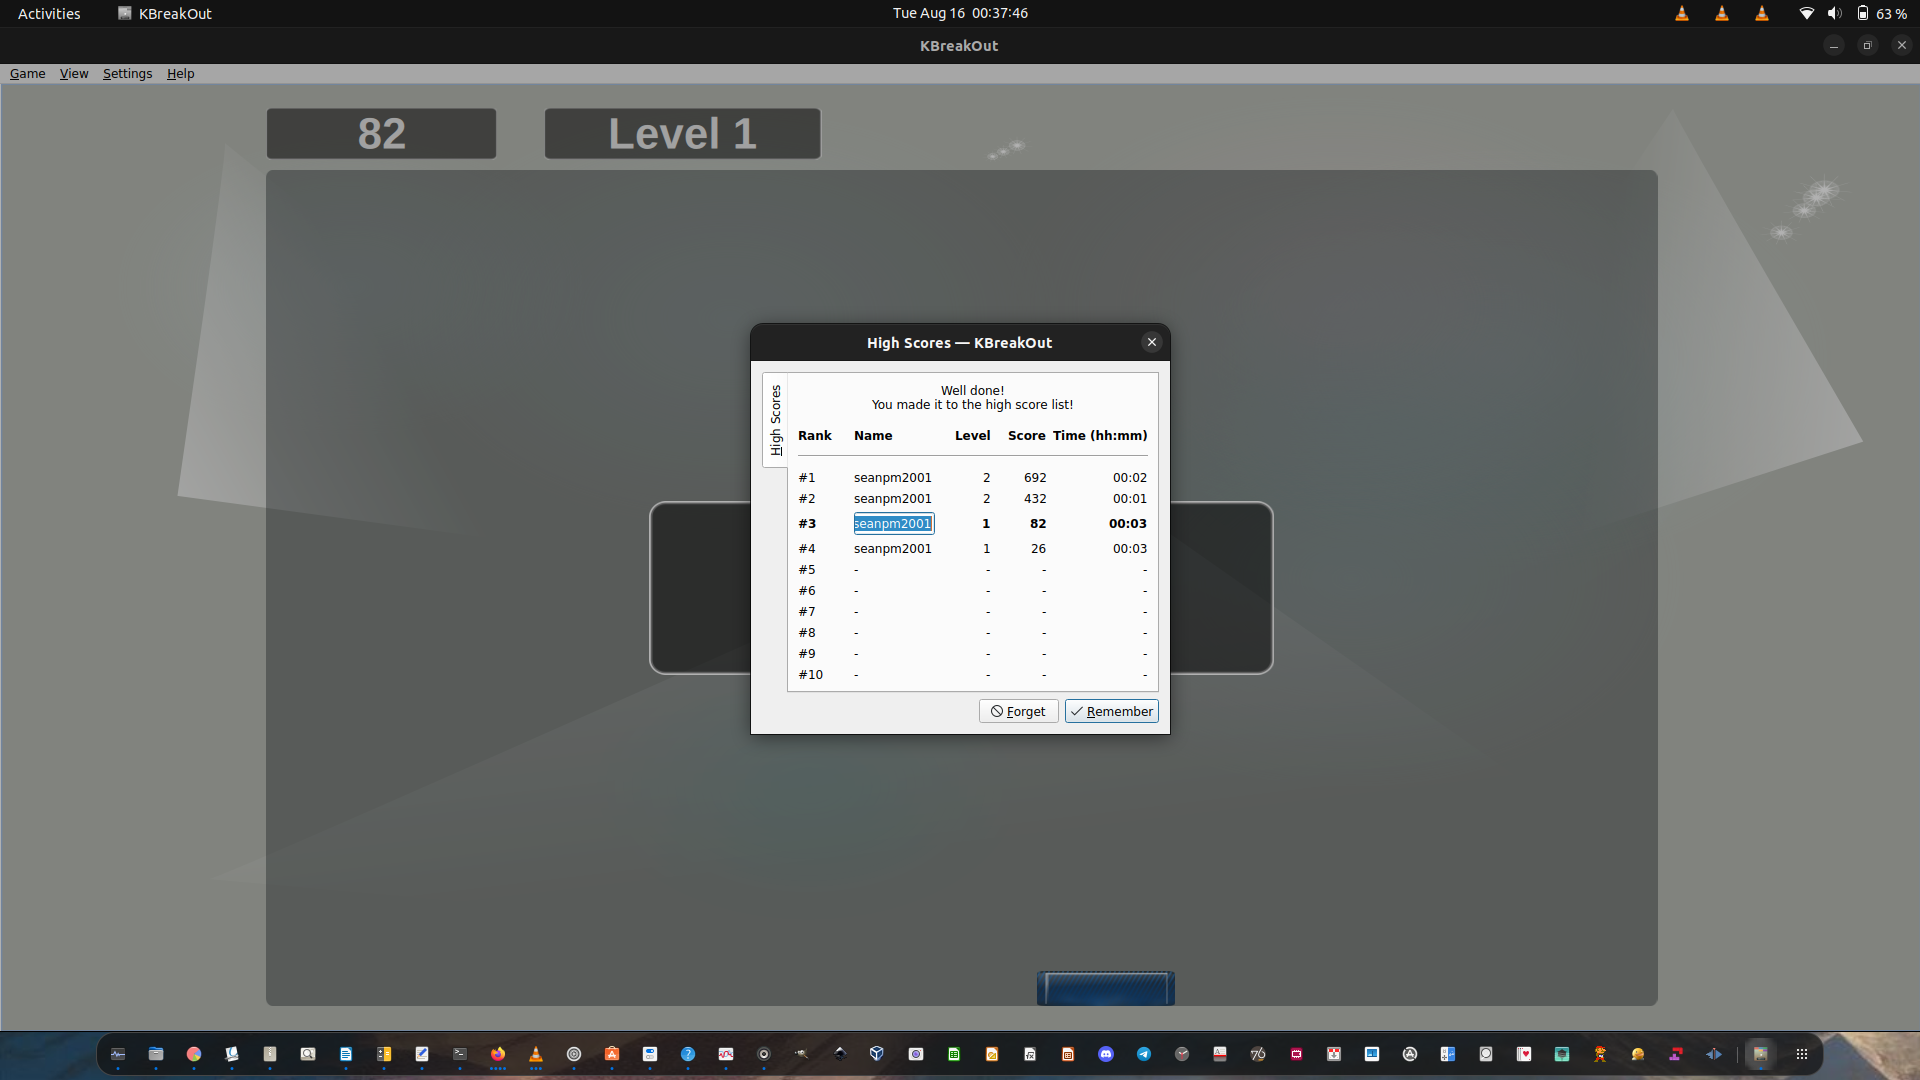 Activities KBreakOut Tue Aug 16 00:37:46 63 %
KBreakOut
Game View Settings Help
82 Level 1
High Scores — KBreakOut
High Scores
Well done!
You made it to the high score list!
Rank Name Level Score Time (hh:mm)
#1 seanpm2001 2 692 00:02
#2 seanpm2001 2 432 00:01
#3 seanpm2001 1 82 00:03
#4 seanpm2001 1 26 00:03
#5 - - - -
#6 - - - -
#7 - - - -
#8 - - - -
#9 - - - -
#10 - - - -
Forget Remember